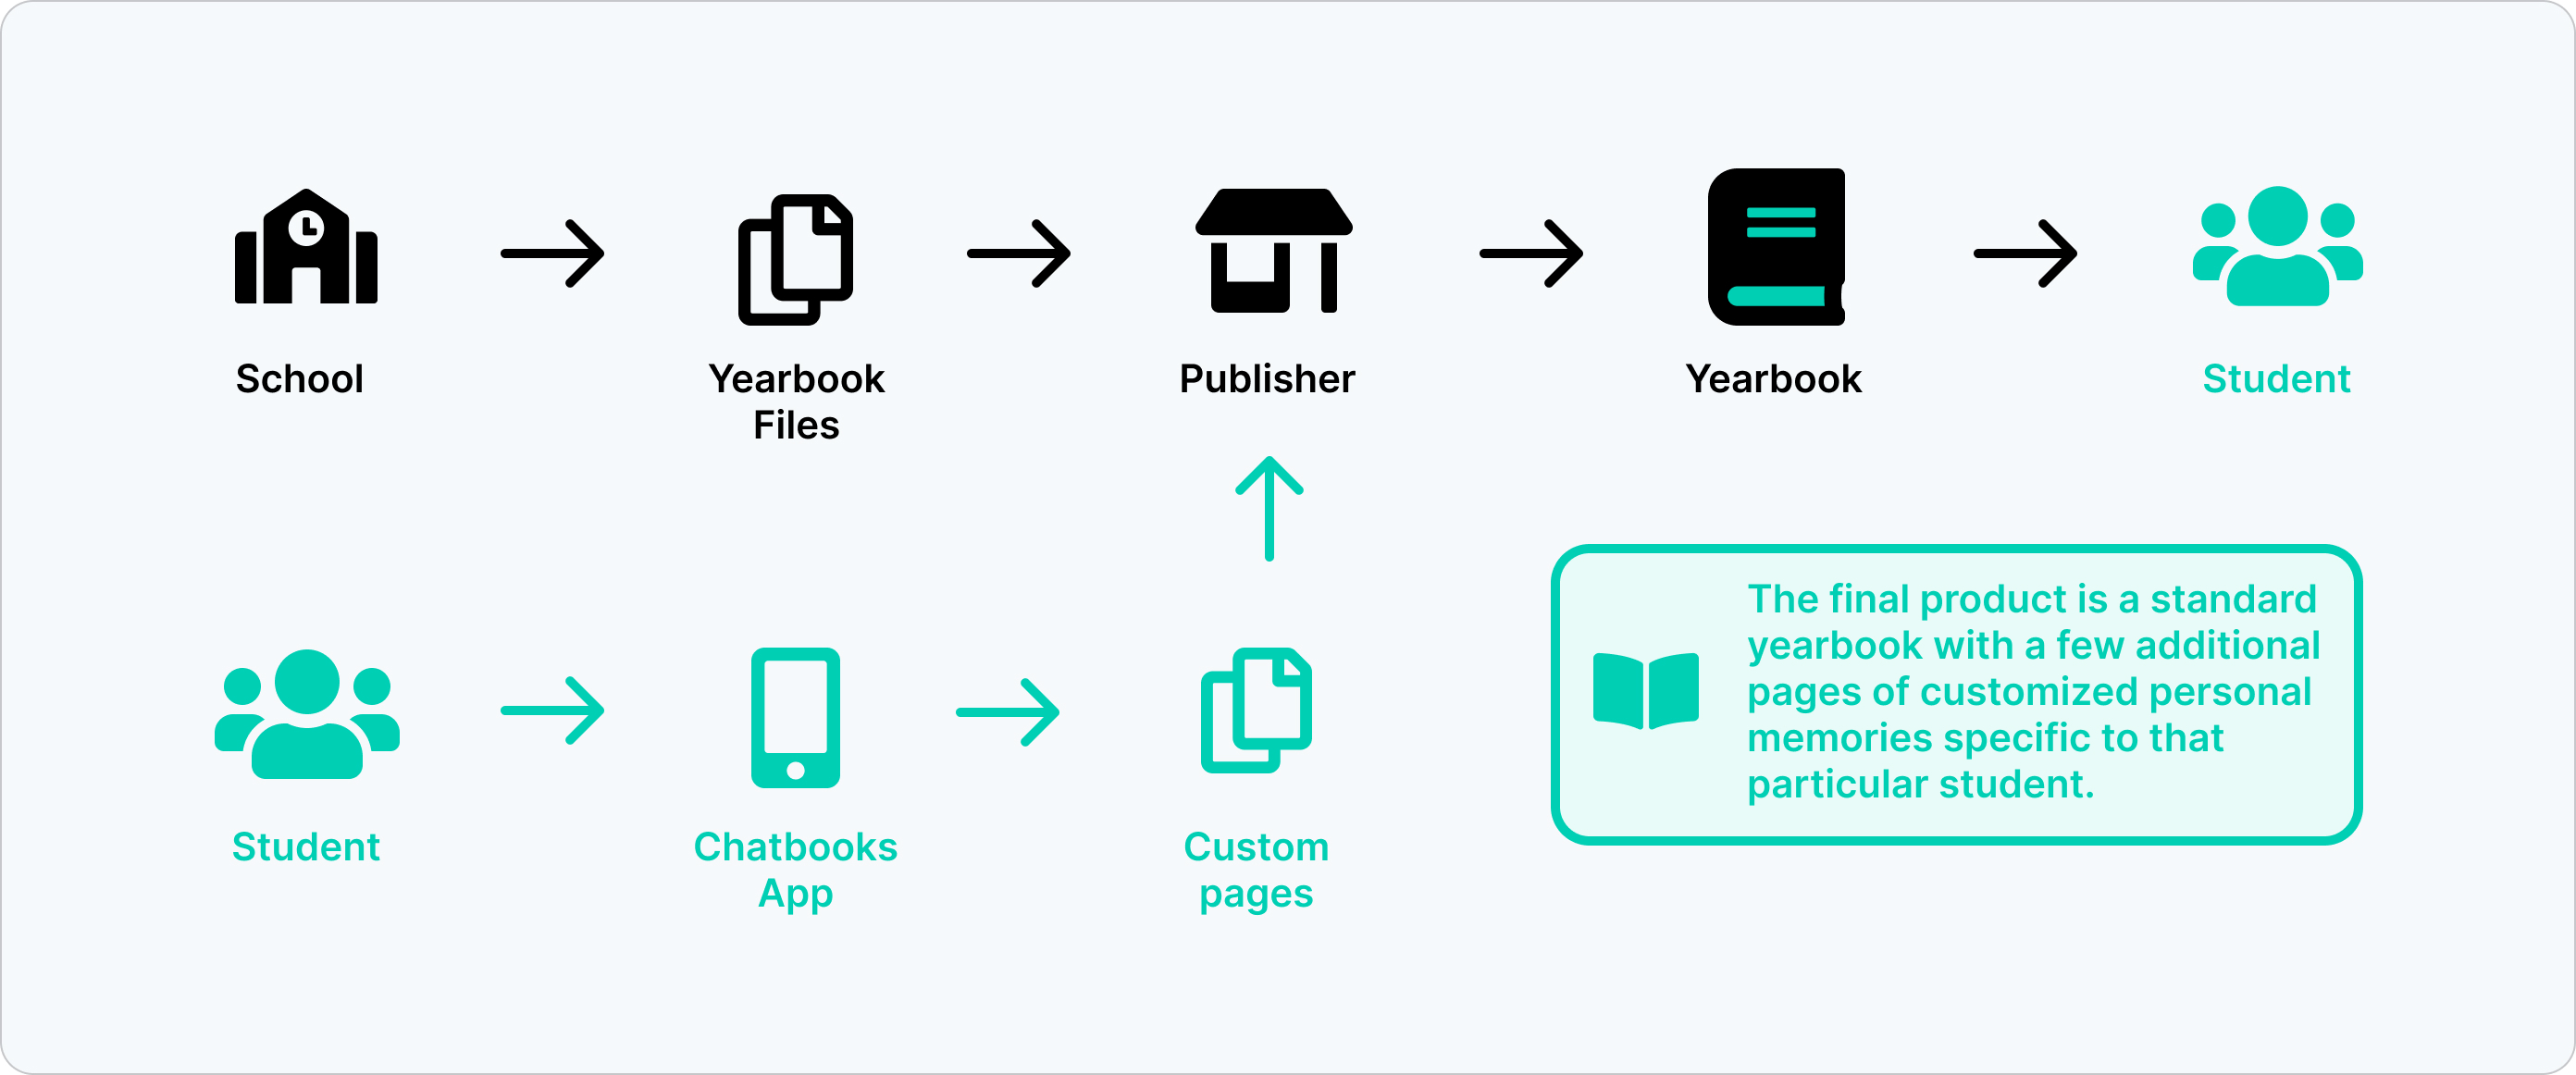 School
Yearbook
Files
Publisher
Yearbook
Student
Student
Chatbooks
App
Custom
pages
The final product is a standard
yearbook with a few additional
pages of customized personal
memories specific to that
particular student.